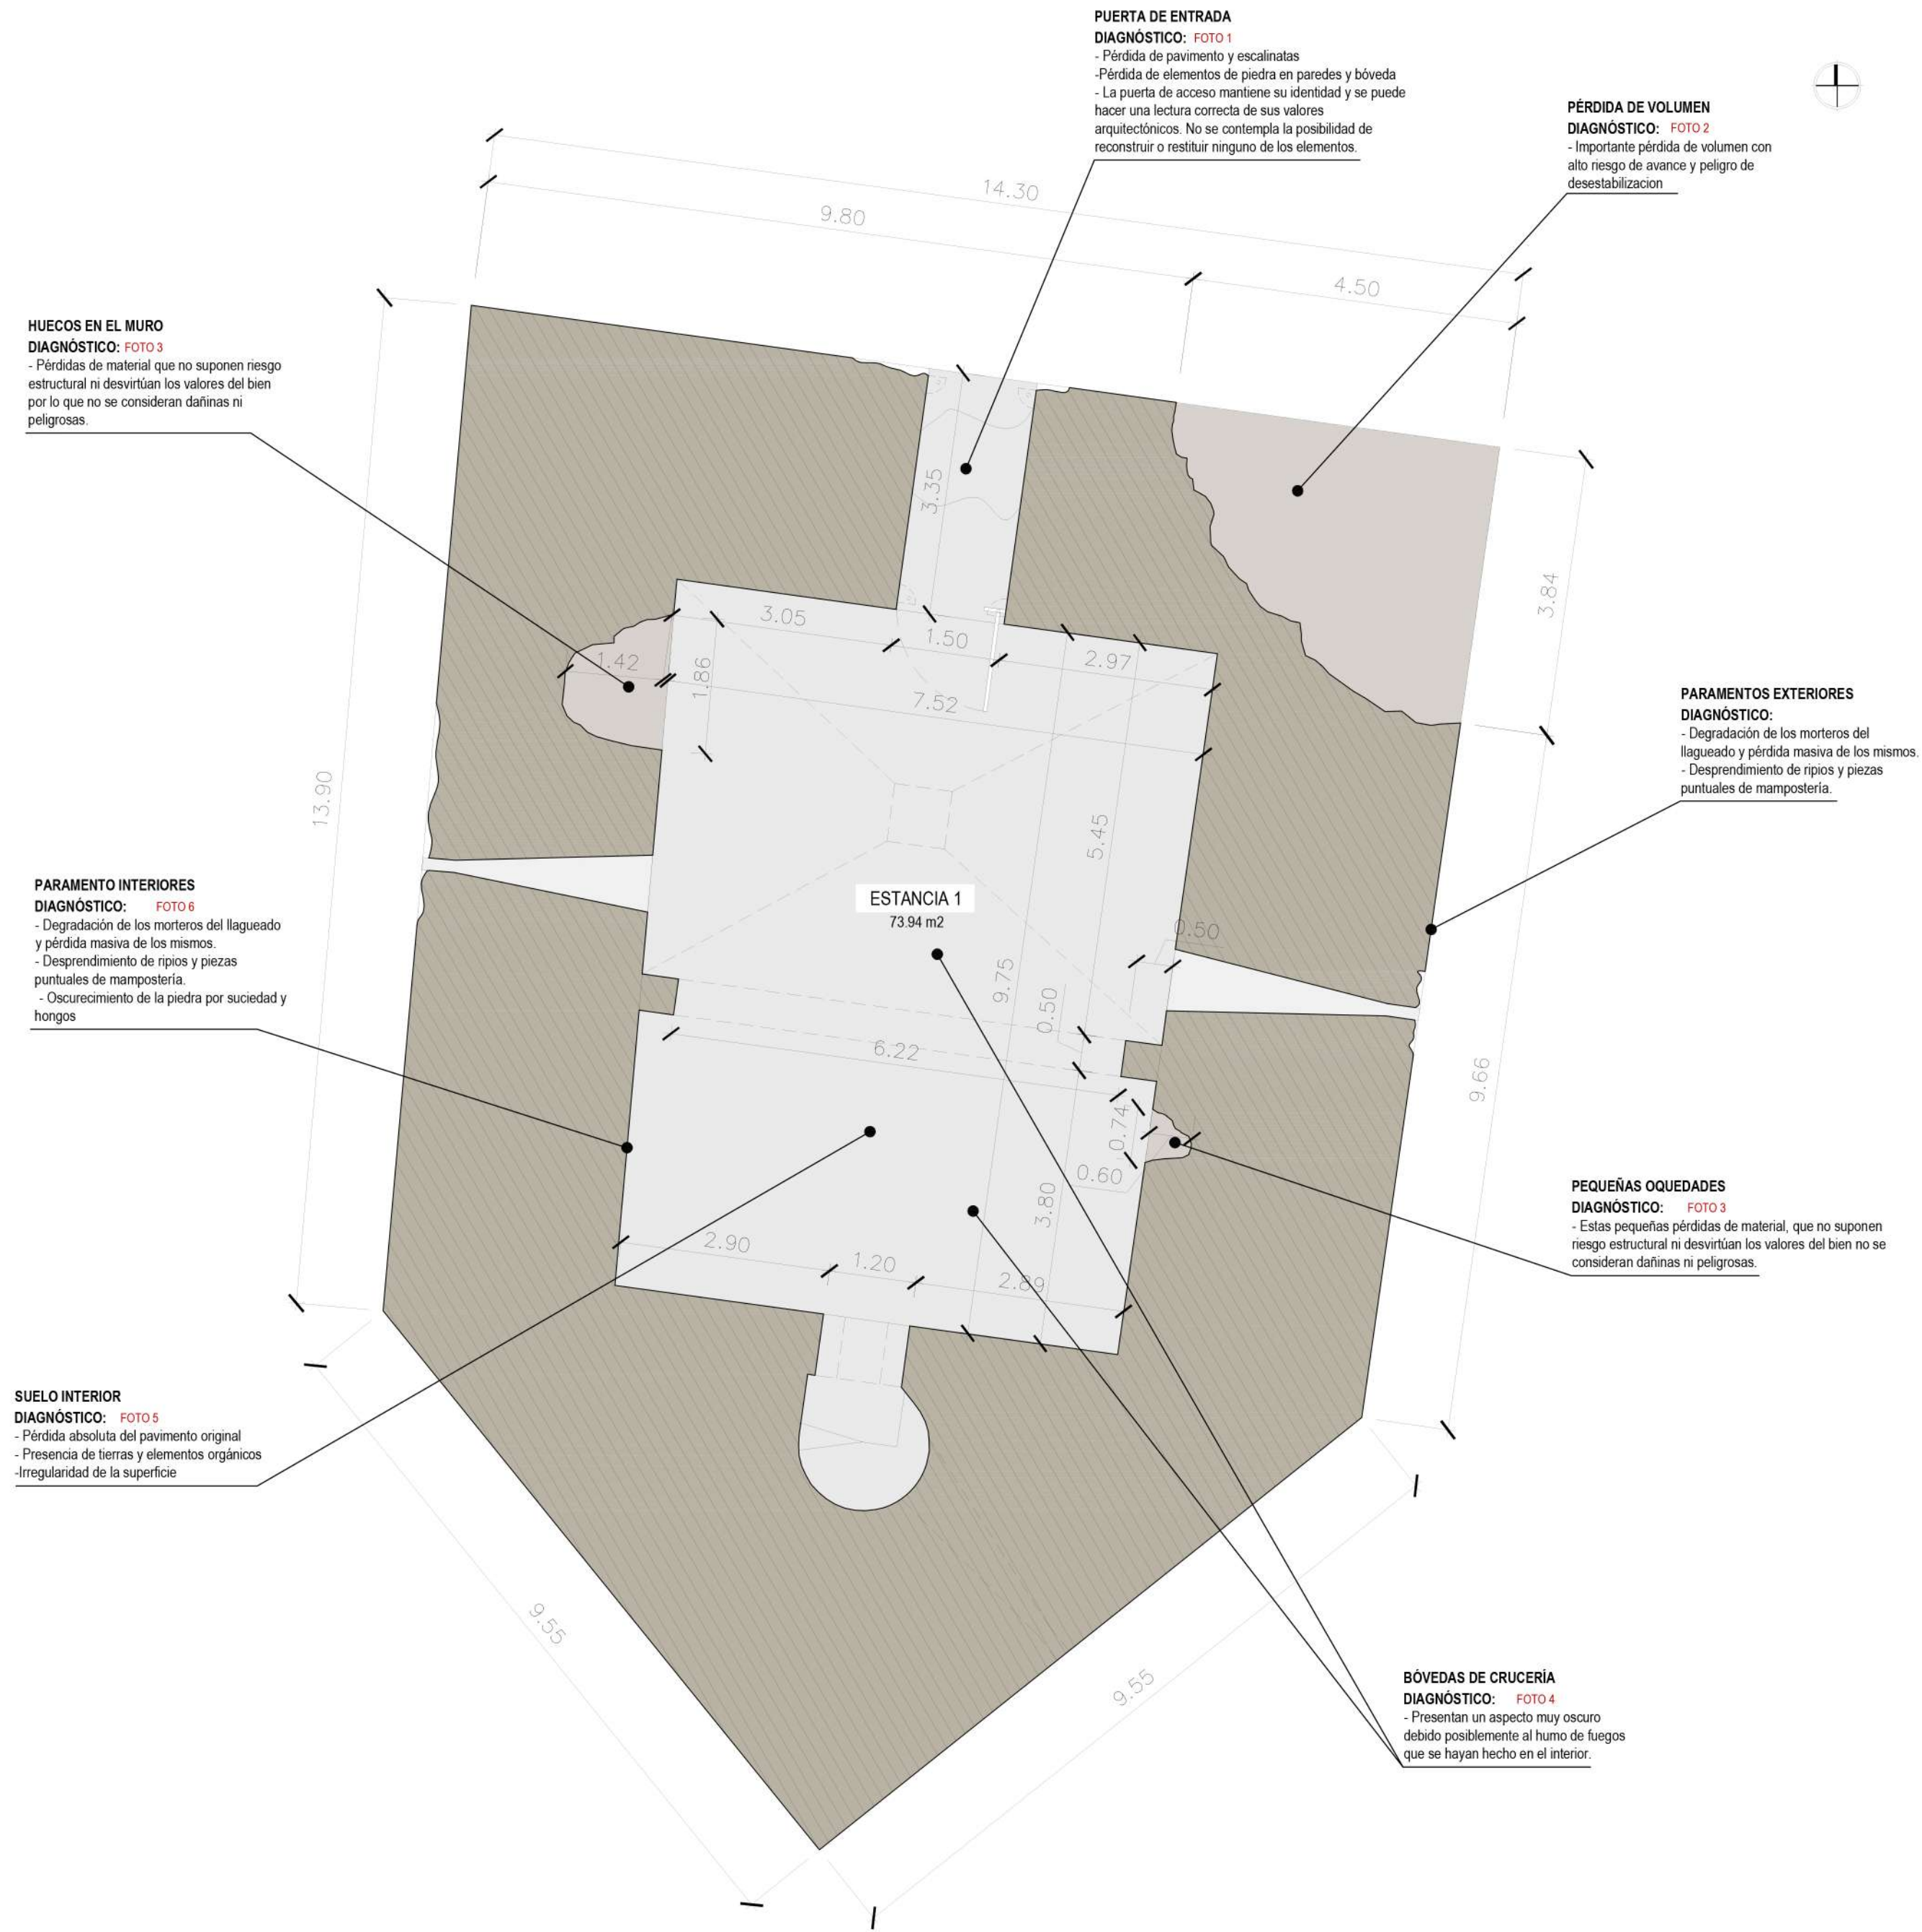 PUERTA DE ENTRADA
DIAGNÓSTICO: FOTO 1
- Pérdida de pavimento y escalinatas
-Pérdida de elementos de piedra en paredes y bóveda
- La puerta de acceso mantiene su identidad y se puede
hacer una lectura correcta de sus valores
arquitectónicos. No se contempla la posibilidad de
reconstruir o restituir ninguno de los elementos.
PÉRDIDA DE VOLUMEN
DIAGNÓSTICO: FOTO 2
- Importante pérdida de volumen con
alto riesgo de avance y peligro de
desestabilizacion
14.30
9.80
4.50
HUECOS EN EL MURO
DIAGNÓSTICO: FOTO 3
- Pérdidas de material que no suponen riesgo
estructural ni desvirtúan los valores del bien
por lo que no se consideran dañinas ni
peligrosas.
3.35
3.84
3.05
1.50
2.97
1.42
1.86
7.52
PARAMENTOS EXTERIORES
DIAGNÓSTICO:
- Degradación de los morteros del
llagueado y pérdida masiva de los mismos.
- Desprendimiento de ripios y piezas
puntuales de mampostería.
13.90
5.45
PARAMENTO INTERIORES
DIAGNÓSTICO: FOTO 6
- Degradación de los morteros del llagueado
y pérdida masiva de los mismos.
- Desprendimiento de ripios y piezas
puntuales de mampostería.
- Oscurecimiento de la piedra por suciedad y
hongos
ESTANCIA 1
73.94 m2
0.50
9.75
0.50
6.22
9.66
0.74
0.60
3.80
PEQUEÑAS OQUEDADES
DIAGNÓSTICO: FOTO 3
- Estas pequeñas pérdidas de material, que no suponen
riesgo estructural ni desvirtúan los valores del bien no se
consideran dañinas ni peligrosas.
2.90
1.20
2.89
SUELO INTERIOR
DIAGNÓSTICO: FOTO 5
- Pérdida absoluta del pavimento original
- Presencia de tierras y elementos orgánicos
-Irregularidad de la superficie
9.55
9.55
BÓVEDAS DE CRUCERÍA
DIAGNÓSTICO: FOTO 4
- Presentan un aspecto muy oscuro
debido posiblemente al humo de fuegos
que se hayan hecho en el interior.